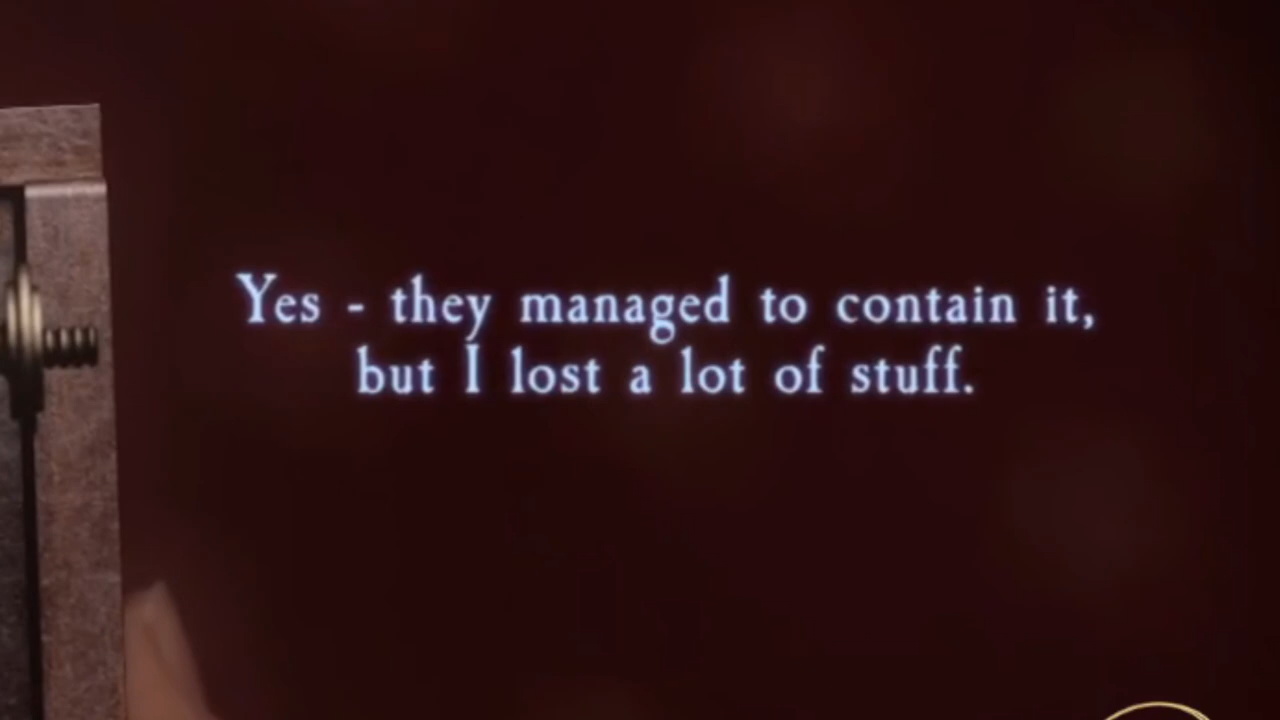 Yes - they managed to contain it,
but I lost a lot of stuff.